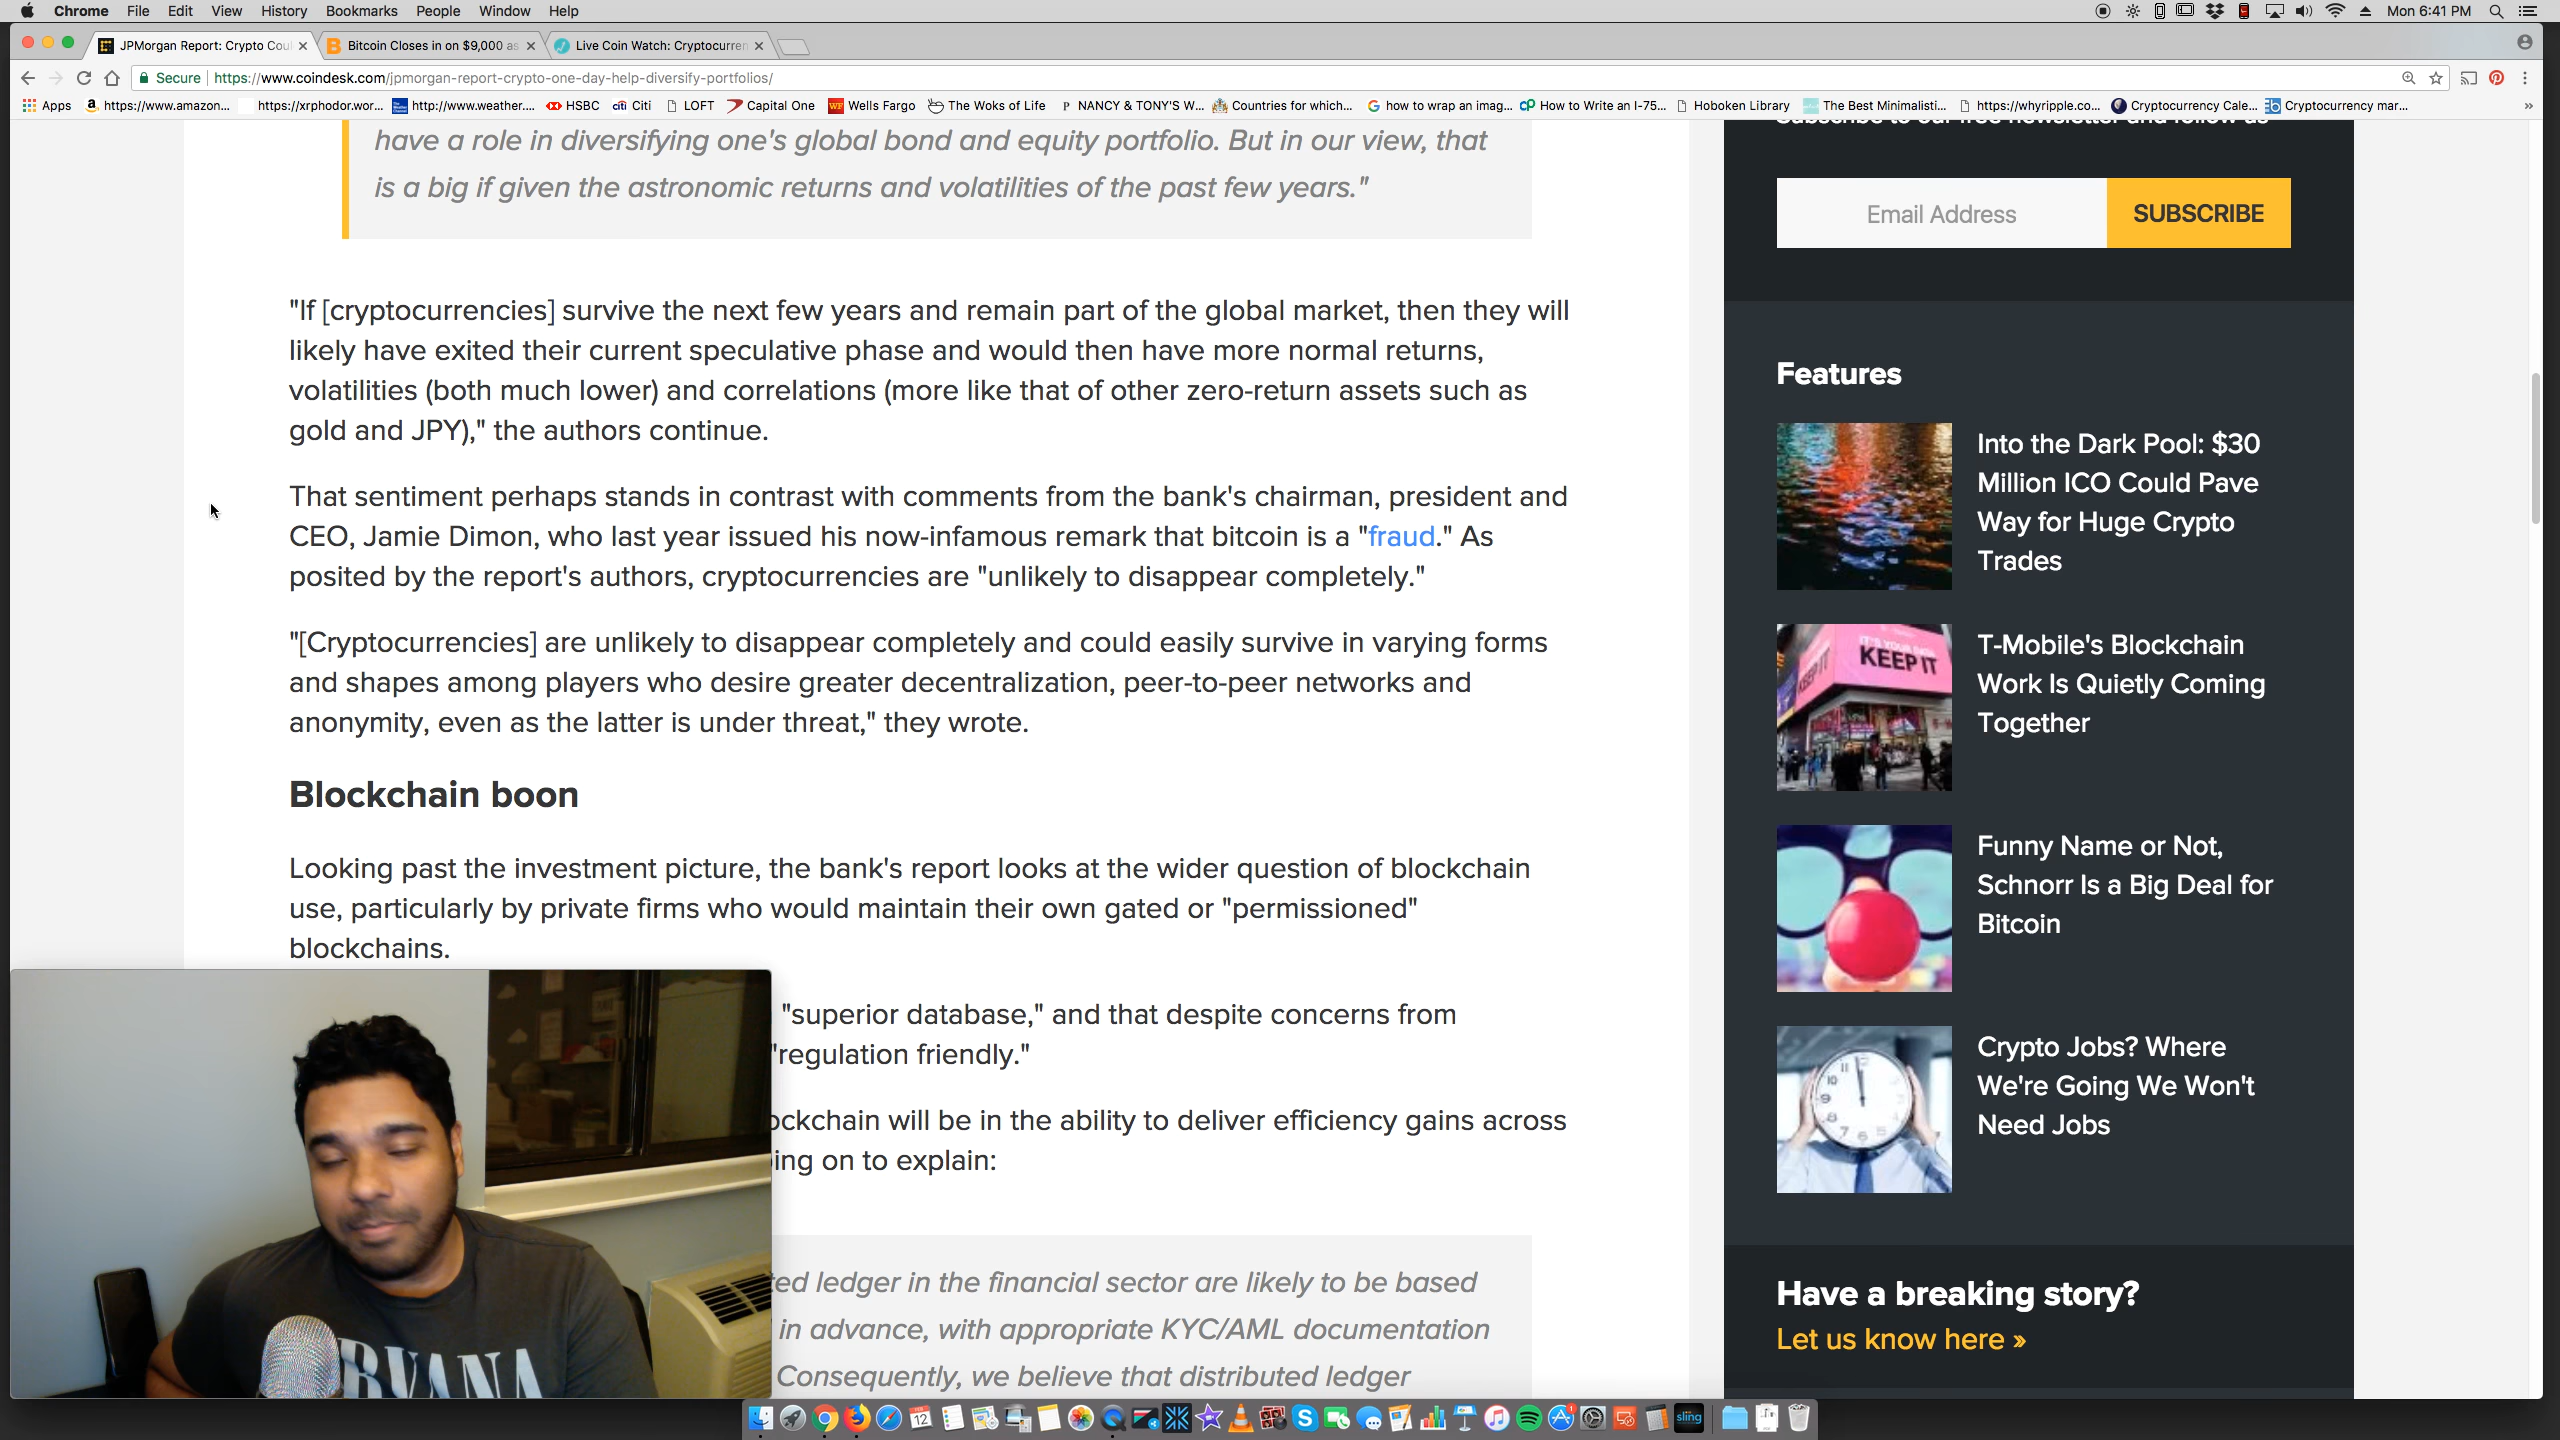 Chrome File Edit View History Bookmarks People Window Help
Mon 6:41 PM
JPMorgan Report: Crypto Coul
Bitcoin Closes in on $9,000 as
Live Coin Watch: Cryptocurren
Secure https://www.coindesk.com/jpmorgan-report-crypto-one-day-help-diversify-portfolios/
Apps https://www.amazon... https://xrphodor.wor... http://www.weather.... HSBC Citi LOFT Capital One Wells Fargo The Woks of Life NANCY & TONY'S W... Countries for which... how to wrap an imag... How to Write an I-75... Hoboken Library The Best Minimalisti... https://whyripple.co... Cryptocurrency Cale... Cryptocurrency mar... »
have a role in diversifying one's global bond and equity portfolio. But in our view, that
is a big if given the astronomic returns and volatilities of the past few years."
"If [cryptocurrencies] survive the next few years and remain part of the global market, then they will
likely have exited their current speculative phase and would then have more normal returns,
volatilities (both much lower) and correlations (more like that of other zero-return assets such as
gold and JPY)," the authors continue.
That sentiment perhaps stands in contrast with comments from the bank's chairman, president and
CEO, Jamie Dimon, who last year issued his now-infamous remark that bitcoin is a "fraud." As
posited by the report's authors, cryptocurrencies are "unlikely to disappear completely."
"[Cryptocurrencies] are unlikely to disappear completely and could easily survive in varying forms
and shapes among players who desire greater decentralization, peer-to-peer networks and
anonymity, even as the latter is under threat," they wrote.
Blockchain boon
Looking past the investment picture, the bank's report looks at the wider question of blockchain
use, particularly by private firms who would maintain their own gated or "permissioned"
blockchains.
"superior database," and that despite concerns from
"regulation friendly."
ockchain will be in the ability to deliver efficiency gains across
ing on to explain:
ted ledger in the financial sector are likely to be based
in advance, with appropriate KYC/AML documentation
Consequently, we believe that distributed ledger
Subscribe to our free newsletter and follow us
Email Address
SUBSCRIBE
Features
Into the Dark Pool: $30
Million ICO Could Pave
Way for Huge Crypto
Trades
IT'S YOUR
KEEP IT
T-Mobile's Blockchain
Work Is Quietly Coming
Together
Funny Name or Not,
Schnorr Is a Big Deal for
Bitcoin
Crypto Jobs? Where
We're Going We Won't
Need Jobs
Have a breaking story?
Let us know here »
RVANA
12
sling